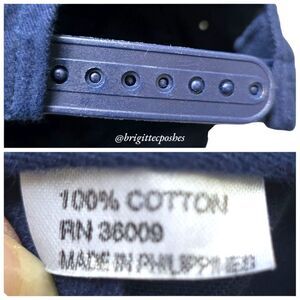 @brigittecposhes
100% COTTON
RN 36009
MADE IN PHILIPPINES